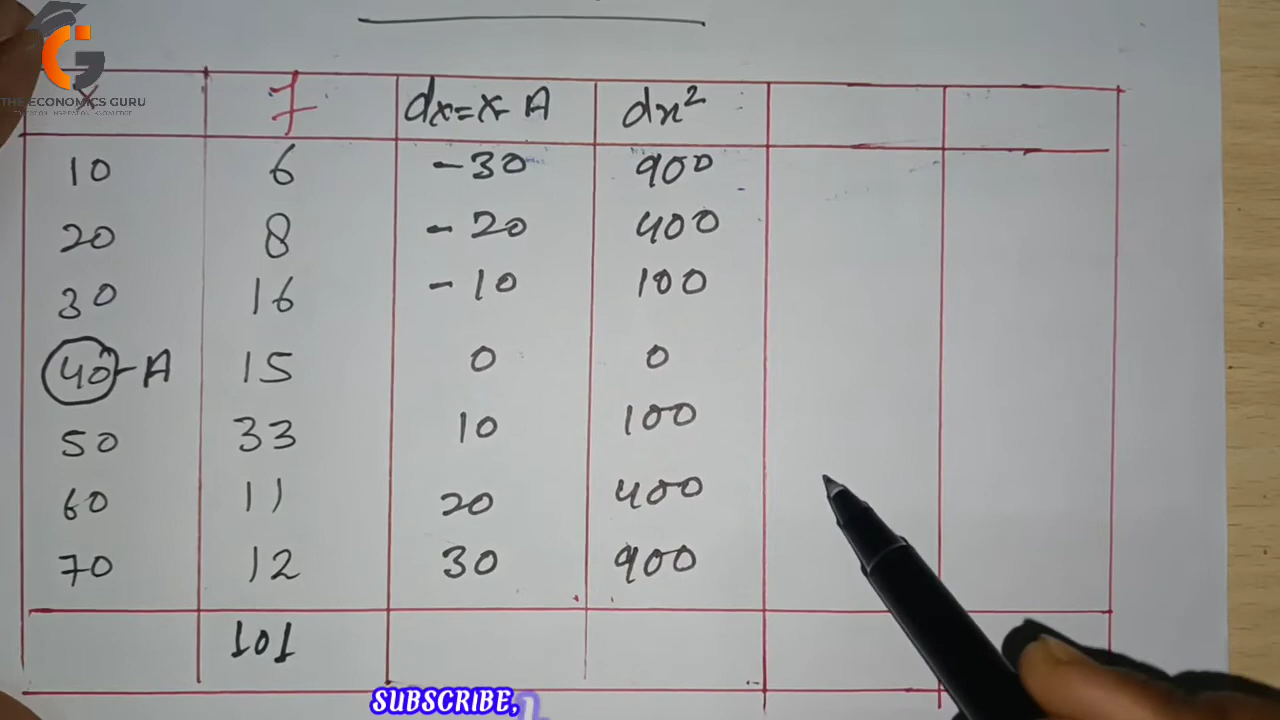 THE ECONOMICS GURU
x f dx=x-A dx²
10 6 -30 900
20 8 -20 400
30 16 -10 100
40-A 15 0 0
50 33 10 100
60 11 20 400
70 12 30 900
101
SUBSCRIBE,